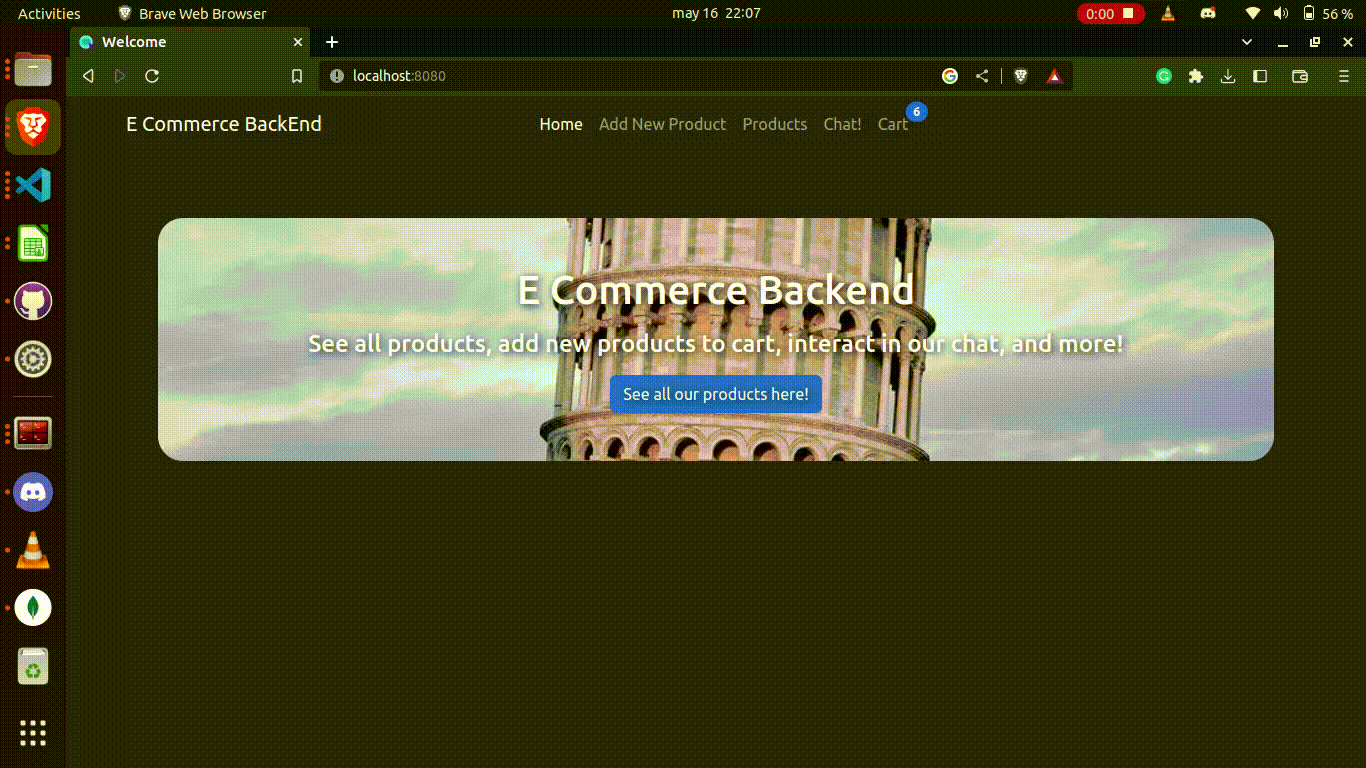 Activities Brave Web Browser may 16 22:07 0:00 56 %
Welcome
localhost:8080
E Commerce BackEnd Home Add New Product Products Chat! Cart 6
E Commerce Backend
See all products, add new products to cart, interact in our chat, and more!
See all our products here!